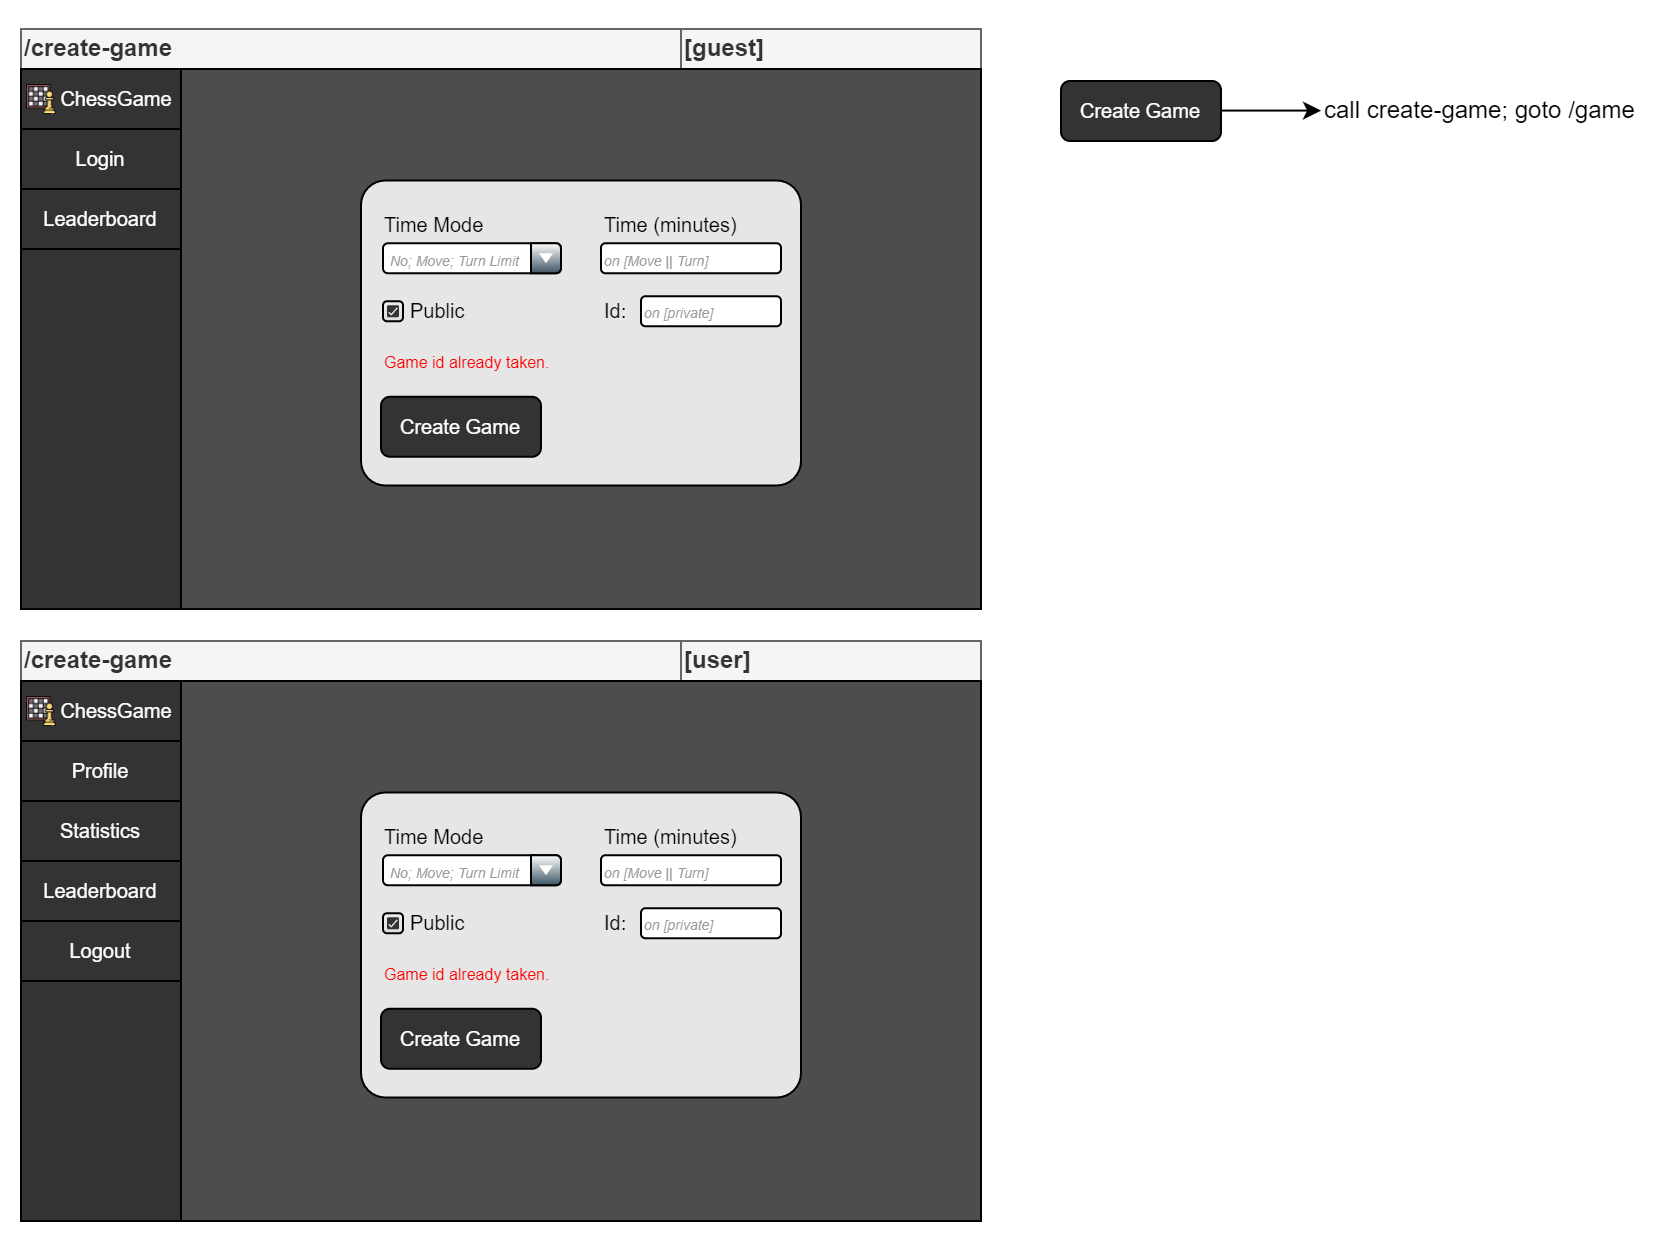 /create-game
[guest]
ChessGame
Login
Leaderboard
Time Mode
Time (minutes)
No; Move; Turn Limit
on [Move || Turn]
Public
Id:
on [private]
Game id already taken.
Create Game
Create Game
call create-game; goto /game
/create-game
[user]
ChessGame
Profile
Statistics
Leaderboard
Logout
Time Mode
Time (minutes)
No; Move; Turn Limit
on [Move || Turn]
Public
Id:
on [private]
Game id already taken.
Create Game